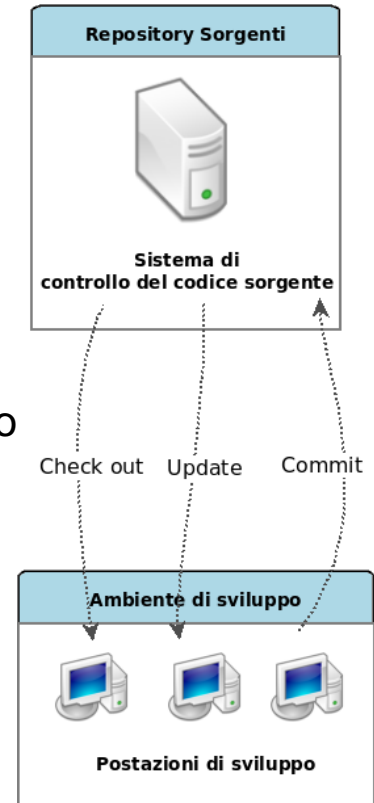 Repository Sorgenti
Sistema di
controllo del codice sorgente
o
Check out
Update
Commit
Ambiente di sviluppo
Postazioni di sviluppo